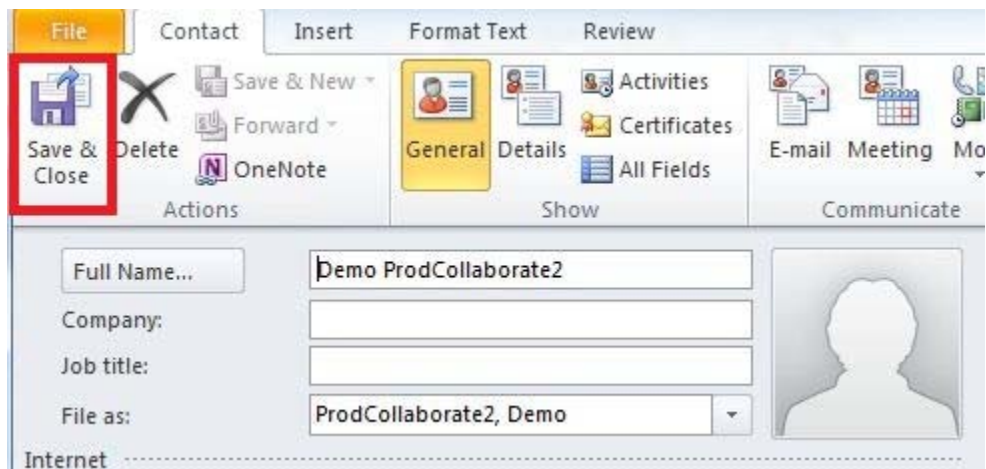 File Contact Insert Format Text Review
Save & Close
Delete
Save & New
Forward
OneNote
Actions
General
Details
Activities
Certificates
All Fields
Show
E-mail
Meeting
Mo
Communicate
Full Name... Demo ProdCollaborate2
Company:
Job title:
File as: ProdCollaborate2, Demo
Internet